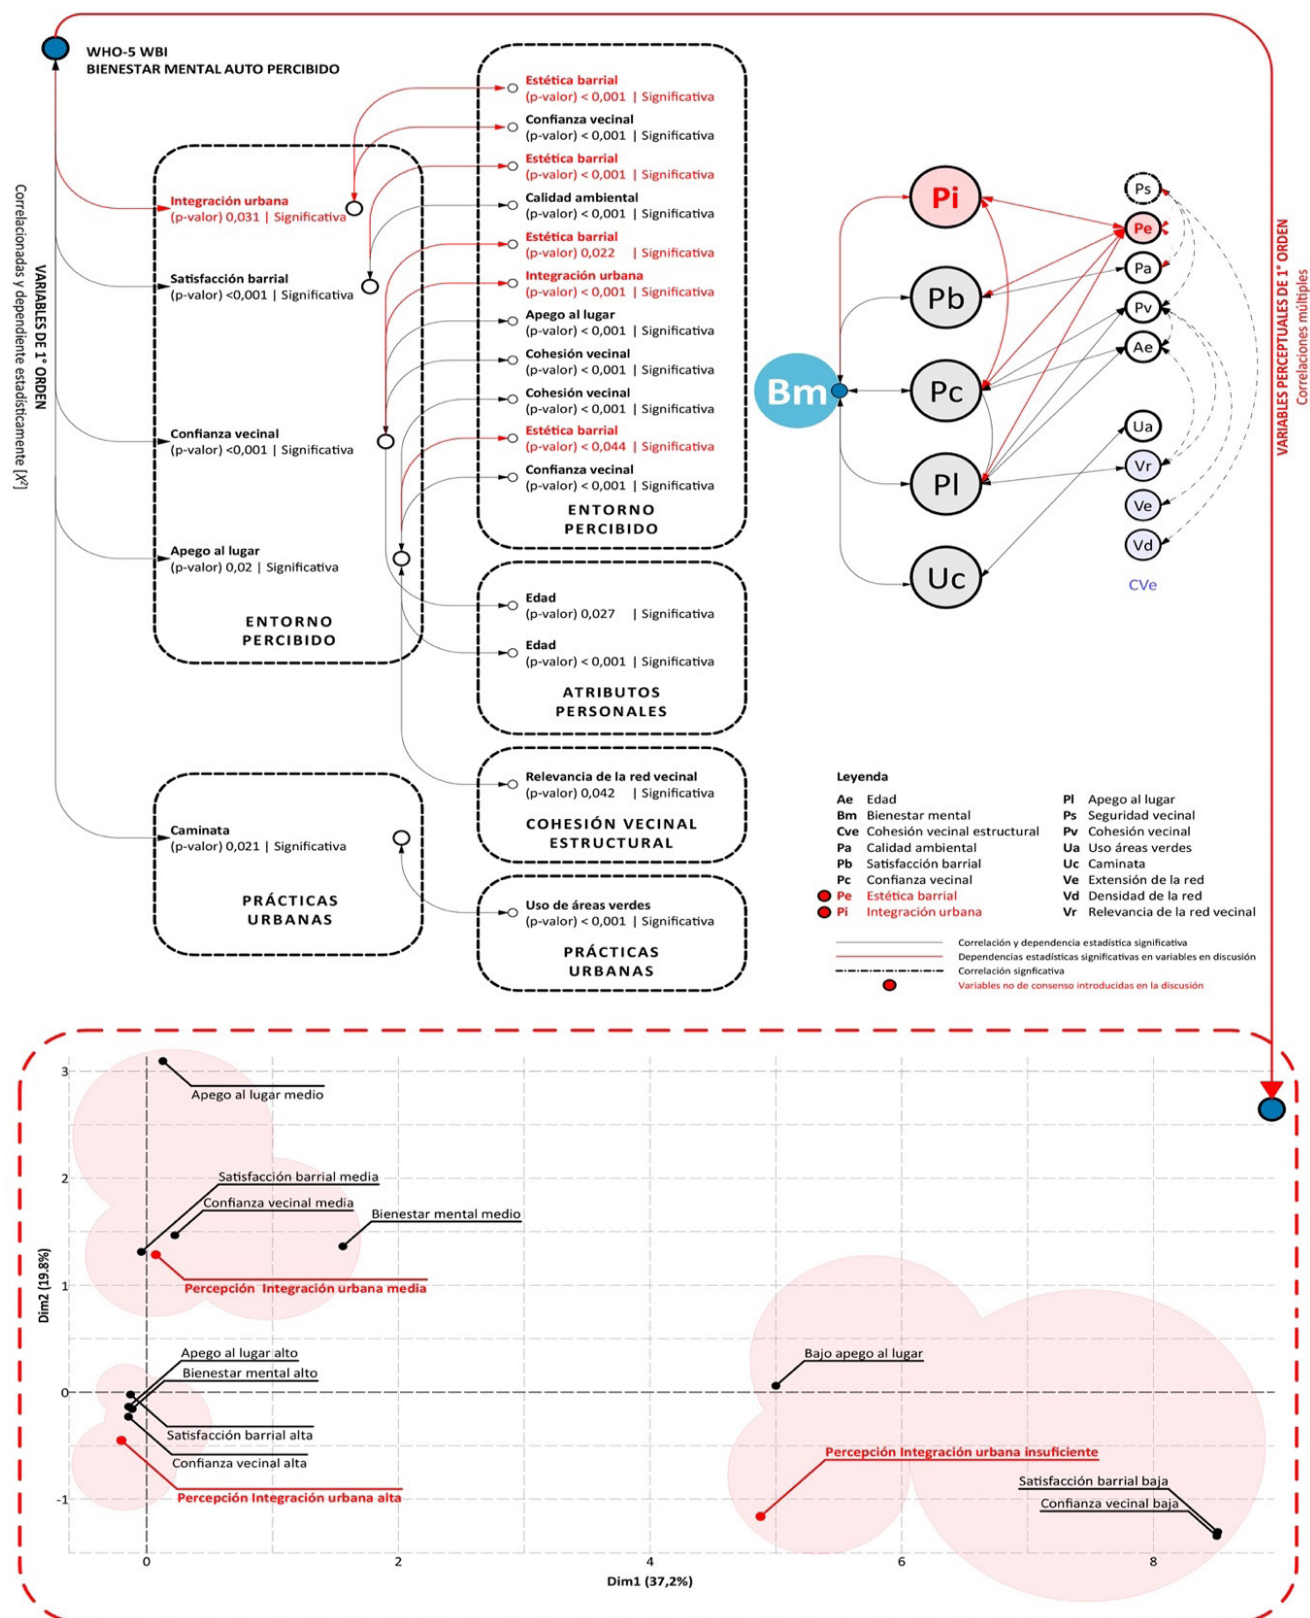 WHO-5 WBI
BIENESTAR MENTAL AUTO PERCIBIDO
VARIABLES DE 1° ORDEN
Correlacionadas y dependiente estadísticamente [X²]
Integración urbana
(p-valor) 0,031 | Significativa
Satisfacción barrial
(p-valor) <0,001 | Significativa
Confianza vecinal
(p-valor) <0,001 | Significativa
Apego al lugar
(p-valor) 0,02 | Significativa
ENTORNO
PERCIBIDO
Caminata
(p-valor) 0,021 | Significativa
PRÁCTICAS
URBANAS
Estética barrial
(p-valor) < 0,001 | Significativa
Confianza vecinal
(p-valor) < 0,001 | Significativa
Estética barrial
(p-valor) < 0,001 | Significativa
Calidad ambiental
(p-valor) < 0,001 | Significativa
Estética barrial
(p-valor) 0,022 | Significativa
Integración urbana
(p-valor) < 0,001 | Significativa
Apego al lugar
(p-valor) < 0,001 | Significativa
Cohesión vecinal
(p-valor) < 0,001 | Significativa
Cohesión vecinal
(p-valor) < 0,001 | Significativa
Estética barrial
(p-valor) < 0,044 | Significativa
Confianza vecinal
(p-valor) < 0,001 | Significativa
ENTORNO
PERCIBIDO
Edad
(p-valor) 0,027 | Significativa
Edad
(p-valor) < 0,001 | Significativa
ATRIBUTOS
PERSONALES
Relevancia de la red vecinal
(p-valor) 0,042 | Significativa
COHESIÓN VECINAL
ESTRUCTURAL
Uso de áreas verdes
(p-valor) < 0,001 | Significativa
PRÁCTICAS
URBANAS
Bm
Pi
Pb
Pc
Pl
Uc
Ps
Pe
Pa
Pv
Ae
Ua
Vr
Ve
Vd
CVe
VARIABLES PERCEPTUALES DE 1° ORDEN
Correlaciones múltiples
Leyenda
Ae Edad
Bm Bienestar mental
Cve Cohesión vecinal estructural
Pa Calidad ambiental
Pb Satisfacción barrial
Pc Confianza vecinal
Pe Estética barrial
Pi Integración urbana
Pl Apego al lugar
Ps Seguridad vecinal
Pv Cohesión vecinal
Ua Uso áreas verdes
Uc Caminata
Ve Extensión de la red
Vd Densidad de la red
Vr Relevancia de la red vecinal
Correlación y dependencia estadística significativa
Dependencias estadísticas significativas en variables en discusión
Correlación signficativa
Variables no de consenso introducidas en la discusión
3
2
1
0
-1
Dim2 (19.8%)
Apego al lugar medio
Satisfacción barrial media
Confianza vecinal media
Bienestar mental medio
Percepción Integración urbana media
Apego al lugar alto
Bienestar mental alto
Satisfacción barrial alta
Confianza vecinal alta
Percepción Integración urbana alta
Bajo apego al lugar
Percepción Integración urbana insuficiente
Satisfacción barrial baja
Confianza vecinal baja
0 2 4 6 8
Dim1 (37,2%)